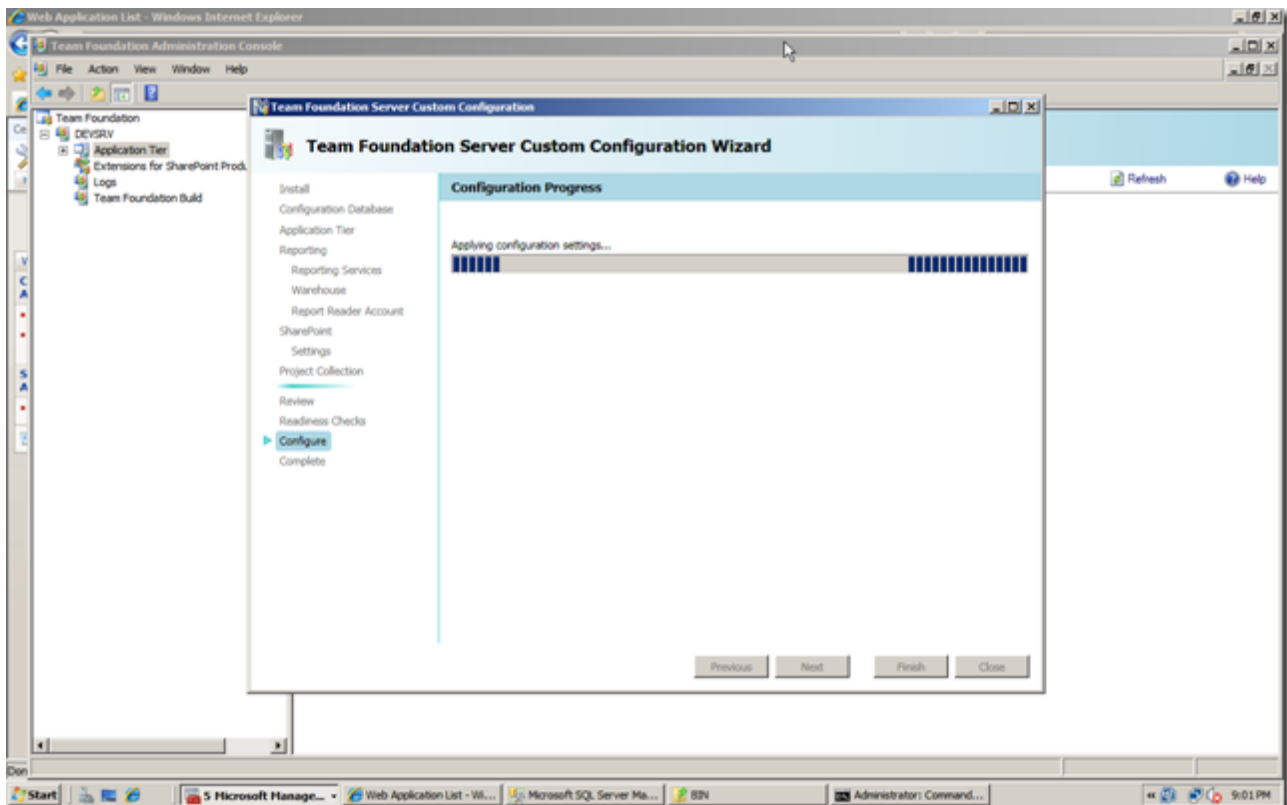 Web Application List - Windows Internet Explorer
Team Foundation Administration Console
File Action View Window Help
Team Foundation
DEVSRV
Application Tier
Extensions for SharePoint Prod
Logs
Team Foundation Build
Team Foundation Server Custom Configuration
Team Foundation Server Custom Configuration Wizard
Install
Configuration Database
Application Tier
Reporting
Reporting Services
Warehouse
Report Reader Account
SharePoint
Settings
Project Collection
Review
Readiness Checks
Configure
Complete
Configuration Progress
Applying configuration settings...
Previous Next Finish Close
Refresh Help
Don
Start 5 Microsoft Manage... Web Application List - Wi... Microsoft SQL Server Ma... BIN Administrator: Command... 9:01 PM